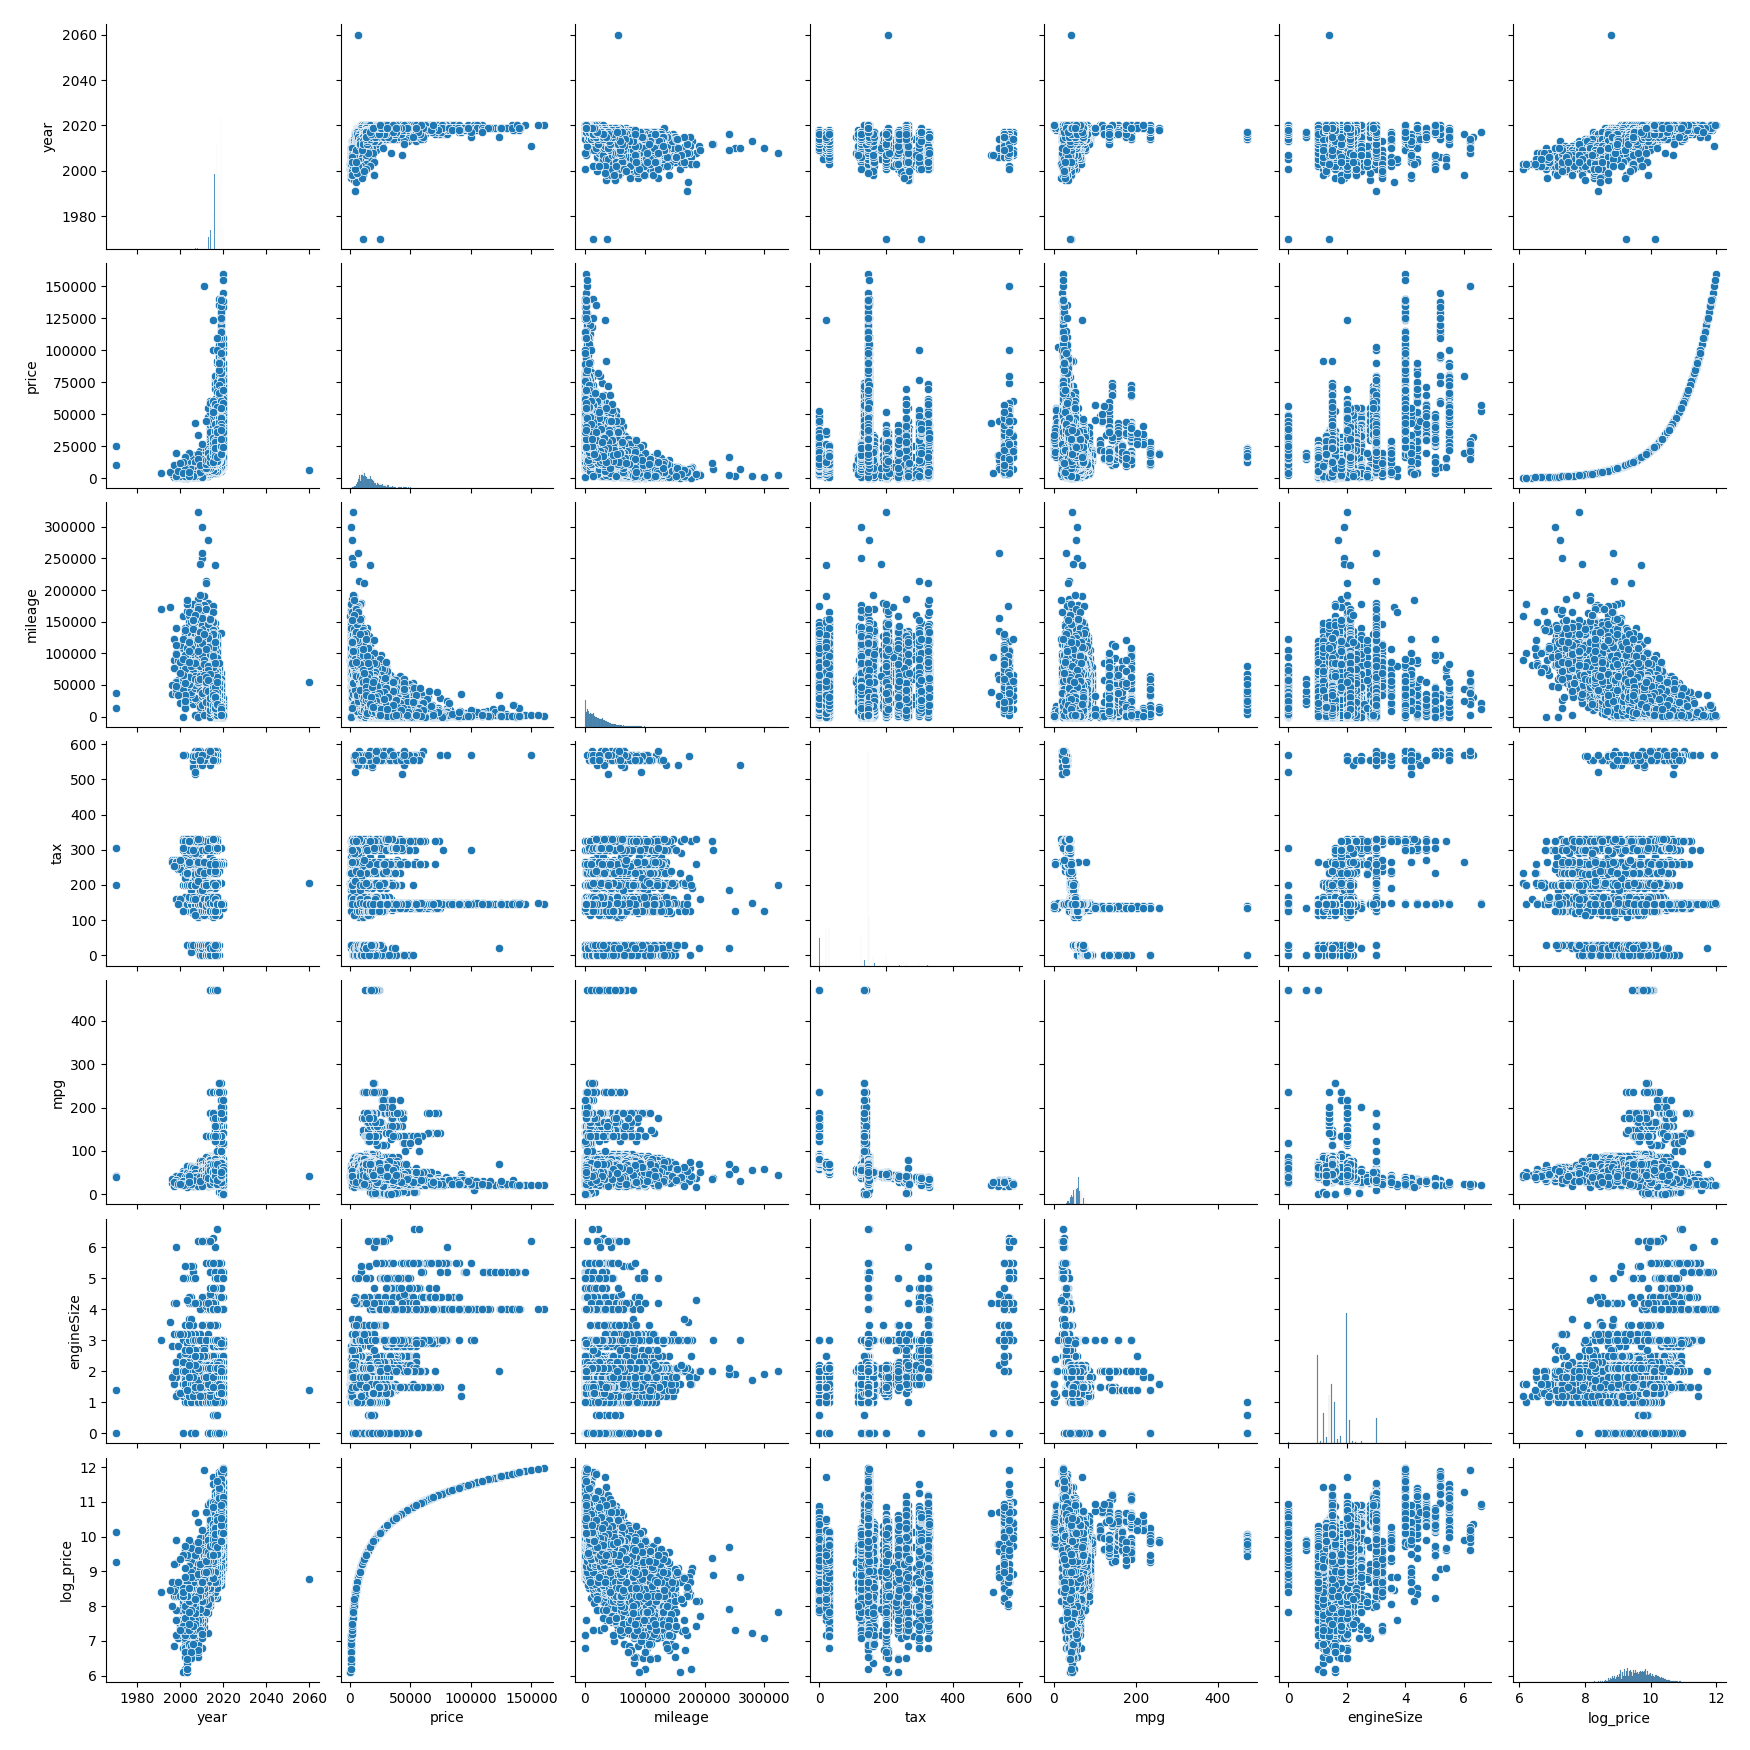 2060
2040
2020
2000
1980
year
150000
125000
100000
75000
50000
25000
0
price
300000
250000
200000
150000
100000
50000
0
mileage
600
500
400
300
200
100
0
tax
400
300
200
100
0
mpg
6
5
4
3
2
1
0
engineSize
12
11
10
9
8
7
6
log_price
1980 2000 2020 2040 2060
year
0 50000 100000 150000
price
0 100000 200000 300000
mileage
0 200 400 600
tax
0 200 400
mpg
0 2 4 6
engineSize
6 8 10 12
log_price